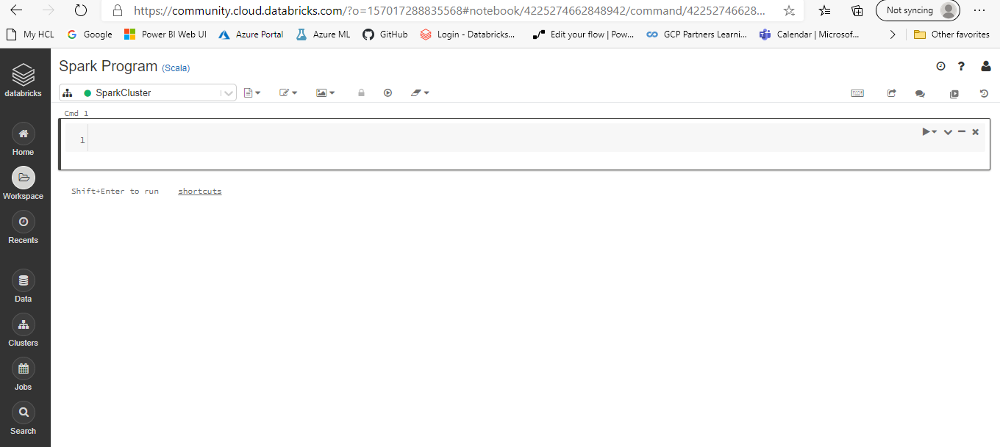 https://community.cloud.databricks.com/?o=157017288835568#notebook/4225274662848942/command/42252746628...
Not syncing
My HCL
Google
Power BI Web UI
Azure Portal
Azure ML
GitHub
Login - Databricks...
Edit your flow | Pow...
GCP Partners Learni...
Calendar | Microsof...
Other favorites
databricks
Home
Workspace
Recents
Data
Clusters
Jobs
Search
Spark Program (Scala)
?
SparkCluster
Cmd 1
1
Shift+Enter to run
shortcuts